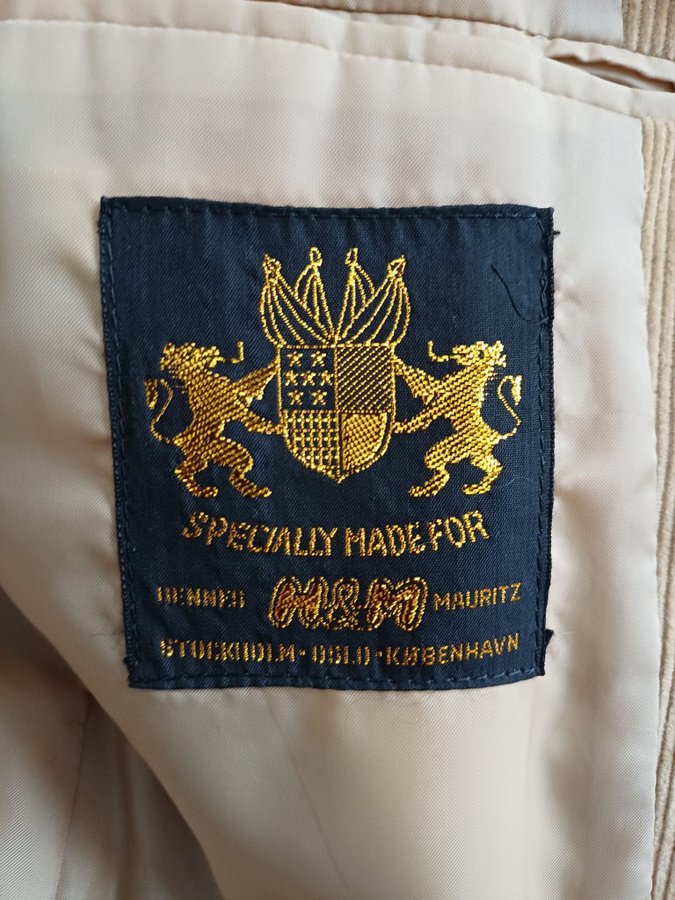 SPECIALLY MADE FOR
HENNES H&M MAURITZ
STOCKHOLM · OSLO · KØBENHAVN